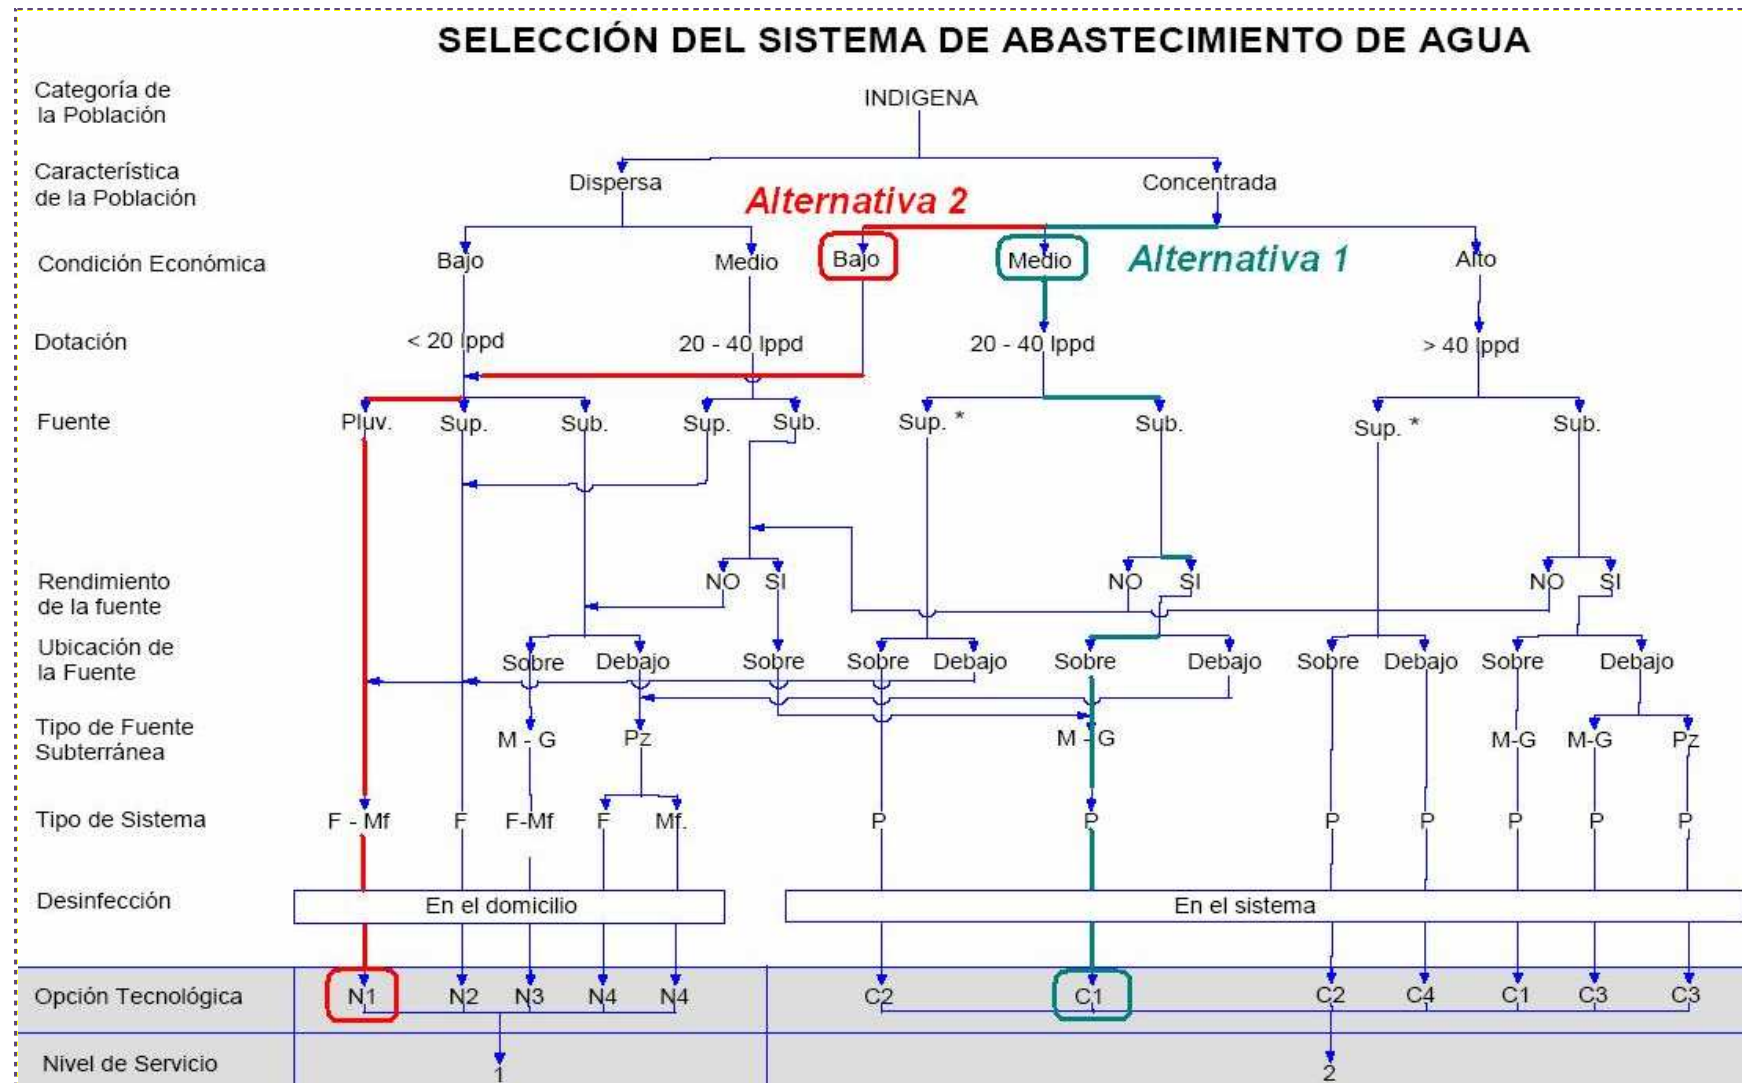 SELECCIÓN DEL SISTEMA DE ABASTECIMIENTO DE AGUA
Categoría de
la Población
INDIGENA
Característica
de la Población
Dispersa
Concentrada
Alternativa 2
Condición Económica
Bajo
Medio
Bajo
Medio
Alternativa 1
Alto
Dotación
< 20 lppd
20 - 40 lppd
20 - 40 lppd
> 40 lppd
Fuente
Pluv.
Sup.
Sub.
Sup.
Sub.
Sup. *
Sub.
Sup. *
Sub.
Rendimiento
de la fuente
NO
SI
NO
SI
NO
SI
Ubicación de
la Fuente
Sobre
Debajo
Sobre
Sobre
Debajo
Sobre
Debajo
Sobre
Debajo
Sobre
Debajo
Tipo de Fuente
Subterránea
M - G
Pz
M - G
M-G
M-G
Pz
Tipo de Sistema
F - Mf
F
F-Mf
F
Mf.
P
P
P
P
P
P
P
Desinfección
En el domicilio
En el sistema
Opción Tecnológica
N1
N2
N3
N4
N4
C2
C1
C2
C4
C1
C3
C3
Nivel de Servicio
1
2